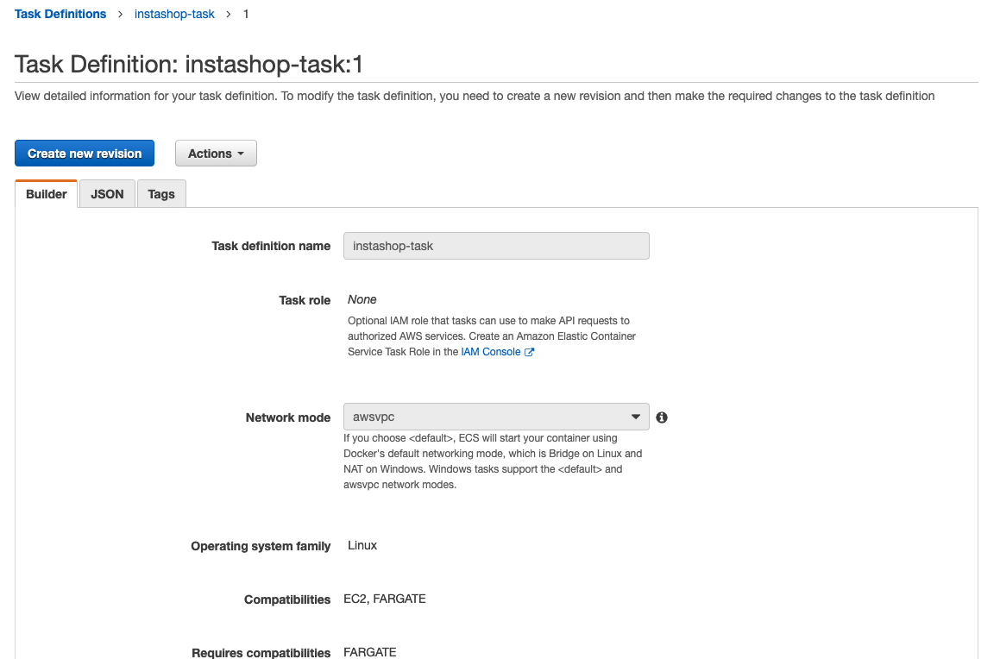 Task Definitions > instashop-task > 1
Task Definition: instashop-task:1
View detailed information for your task definition. To modify the task definition, you need to create a new revision and then make the required changes to the task definition
Create new revision Actions
Builder JSON Tags
Task definition name instashop-task
Task role None
Optional IAM role that tasks can use to make API requests to
authorized AWS services. Create an Amazon Elastic Container
Service Task Role in the IAM Console
Network mode awsvpc
If you choose <default>, ECS will start your container using
Docker's default networking mode, which is Bridge on Linux and
NAT on Windows. Windows tasks support the <default> and
awsvpc network modes.
Operating system family Linux
Compatibilities EC2, FARGATE
Requires compatibilities FARGATE